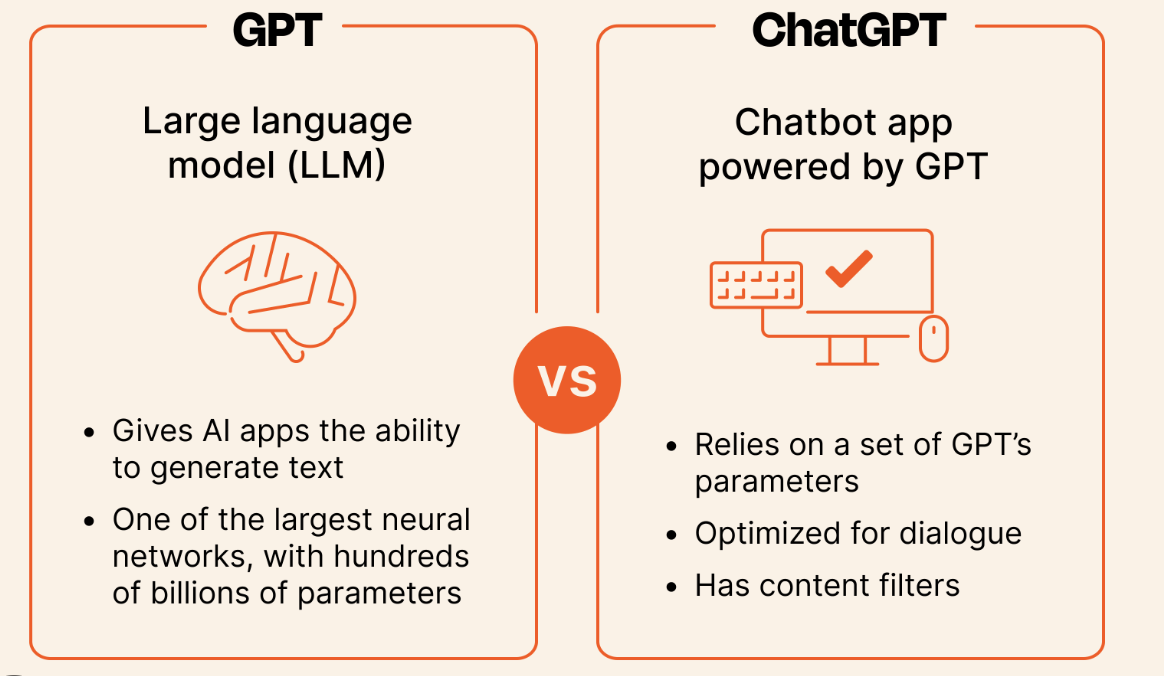 GPT
Large language
model (LLM)
• Gives AI apps the ability
to generate text
• One of the largest neural
networks, with hundreds
of billions of parameters
VS
ChatGPT
Chatbot app
powered by GPT
• Relies on a set of GPT’s
parameters
• Optimized for dialogue
• Has content filters